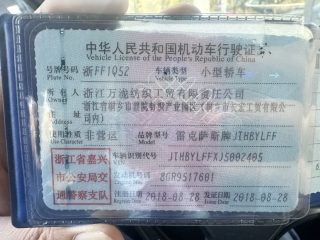 中华人民共和国机动车行驶证
Vehicle License of the People's Republic of China
号牌号码 浙FF1Q5Z 车辆类型 小型轿车
Plate No. Vehicle Type
所有人 浙江万 纺织工贸有限责任公司
Owner
住址
Address
使用性质 非营运 品牌型号 雷克萨斯牌JTHBYLFF
Use Character Model
浙江省嘉兴
市公安局交
通警察支队
车辆识别代号 JTHBYLFFXJ5002405
VIN
发动机号码 8GR9517601
注册日期 2018-08-28 发证日期 2018-08-28
Register Date Issue Date